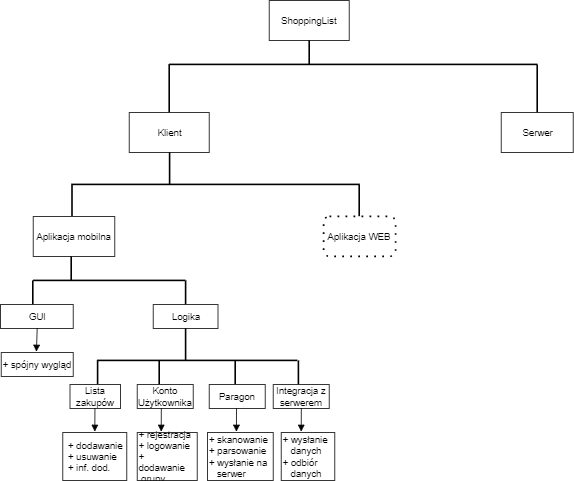 ShoppingList
Klient
Serwer
Aplikacja mobilna
Aplikacja WEB
GUI
Logika
+ spójny wygląd
Lista
zakupów
Konto
Użytkownika
Paragon
Integracja z
serwerem
+ dodawanie
+ usuwanie
+ inf. dod.
+ rejestracja
+ logowanie
+
dodawanie
grupy
+ skanowanie
+ parsowanie
+ wysłanie na
serwer
+ wysłanie
danych
+ odbiór
danych